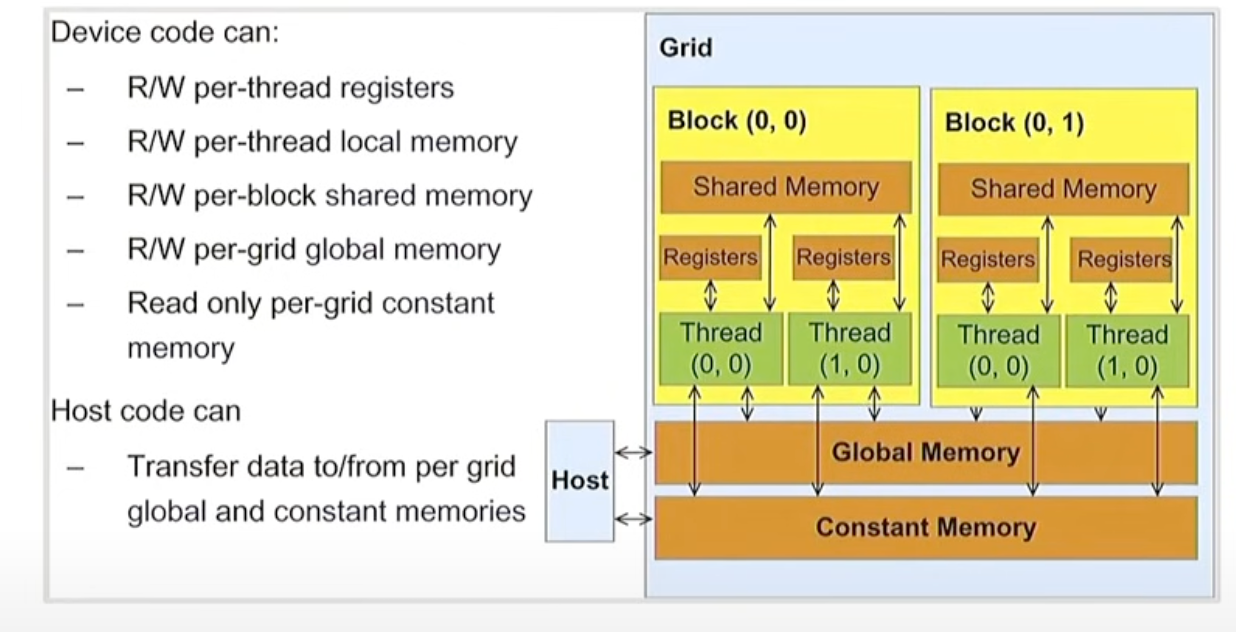 Device code can:
– R/W per-thread registers
– R/W per-thread local memory
– R/W per-block shared memory
– R/W per-grid global memory
– Read only per-grid constant
memory
Host code can
– Transfer data to/from per grid
global and constant memories
Grid
Block (0, 0)
Shared Memory
Registers
Registers
Thread
(0, 0)
Thread
(1, 0)
Block (0, 1)
Shared Memory
Registers
Registers
Thread
(0, 0)
Thread
(1, 0)
Host
Global Memory
Constant Memory